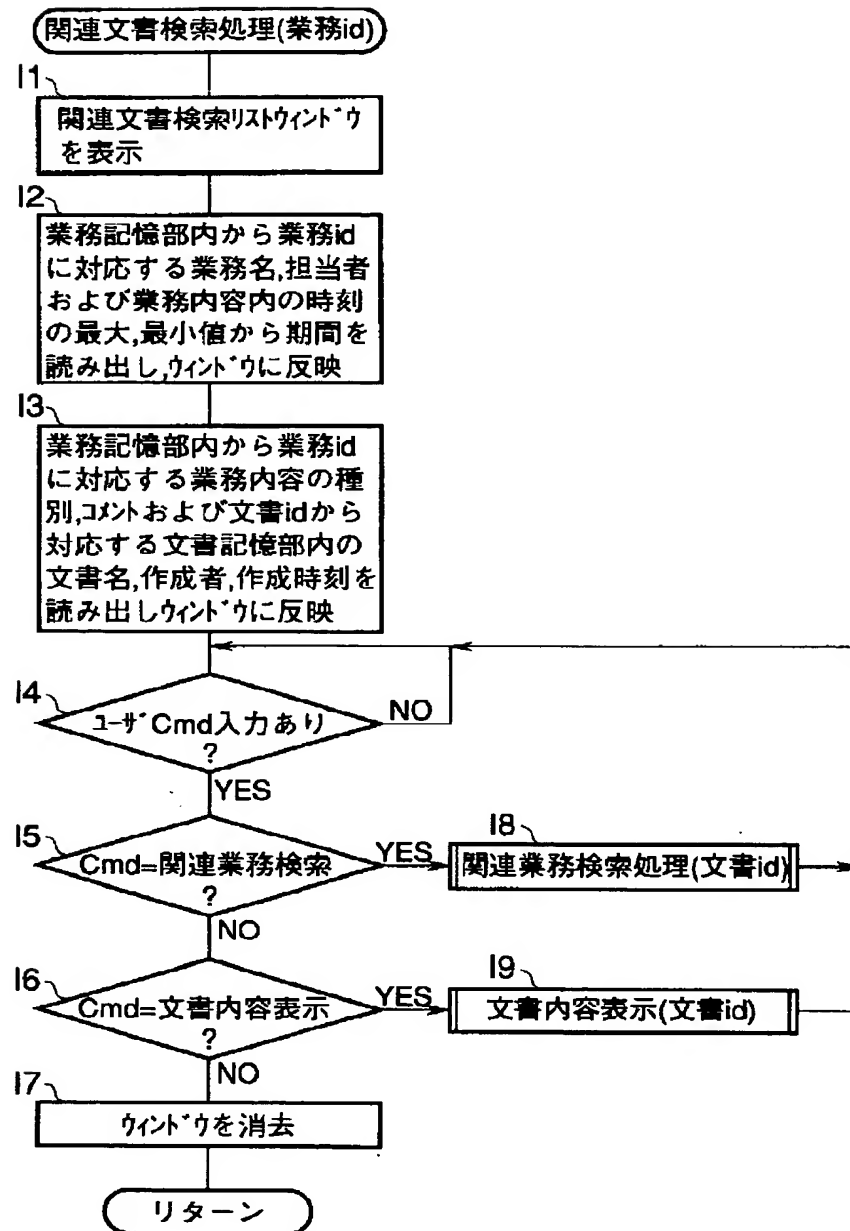 関連文書検索処理(業務id)
I1
関連文書検索ﾘｽﾄｳｨﾝﾄﾞｳ
を表示
I2
業務記憶部内から業務id
に対応する業務名,担当者
および業務内容内の時刻
の最大,最小値から期間を
読み出し,ｳｨﾝﾄﾞｳに反映
I3
業務記憶部内から業務id
に対応する業務内容の種
別,ｺﾒﾝﾄおよび文書idから
対応する文書記憶部内の
文書名,作成者,作成時刻を
読み出しｳｨﾝﾄﾞｳに反映
I4
ﾕｰｻﾞCmd入力あり
?
NO
YES
I5
Cmd=関連業務検索
?
YES
I8
関連業務検索処理(文書id)
NO
I6
Cmd=文書内容表示
?
YES
I9
文書内容表示(文書id)
NO
I7
ｳｨﾝﾄﾞｳを消去
リターン